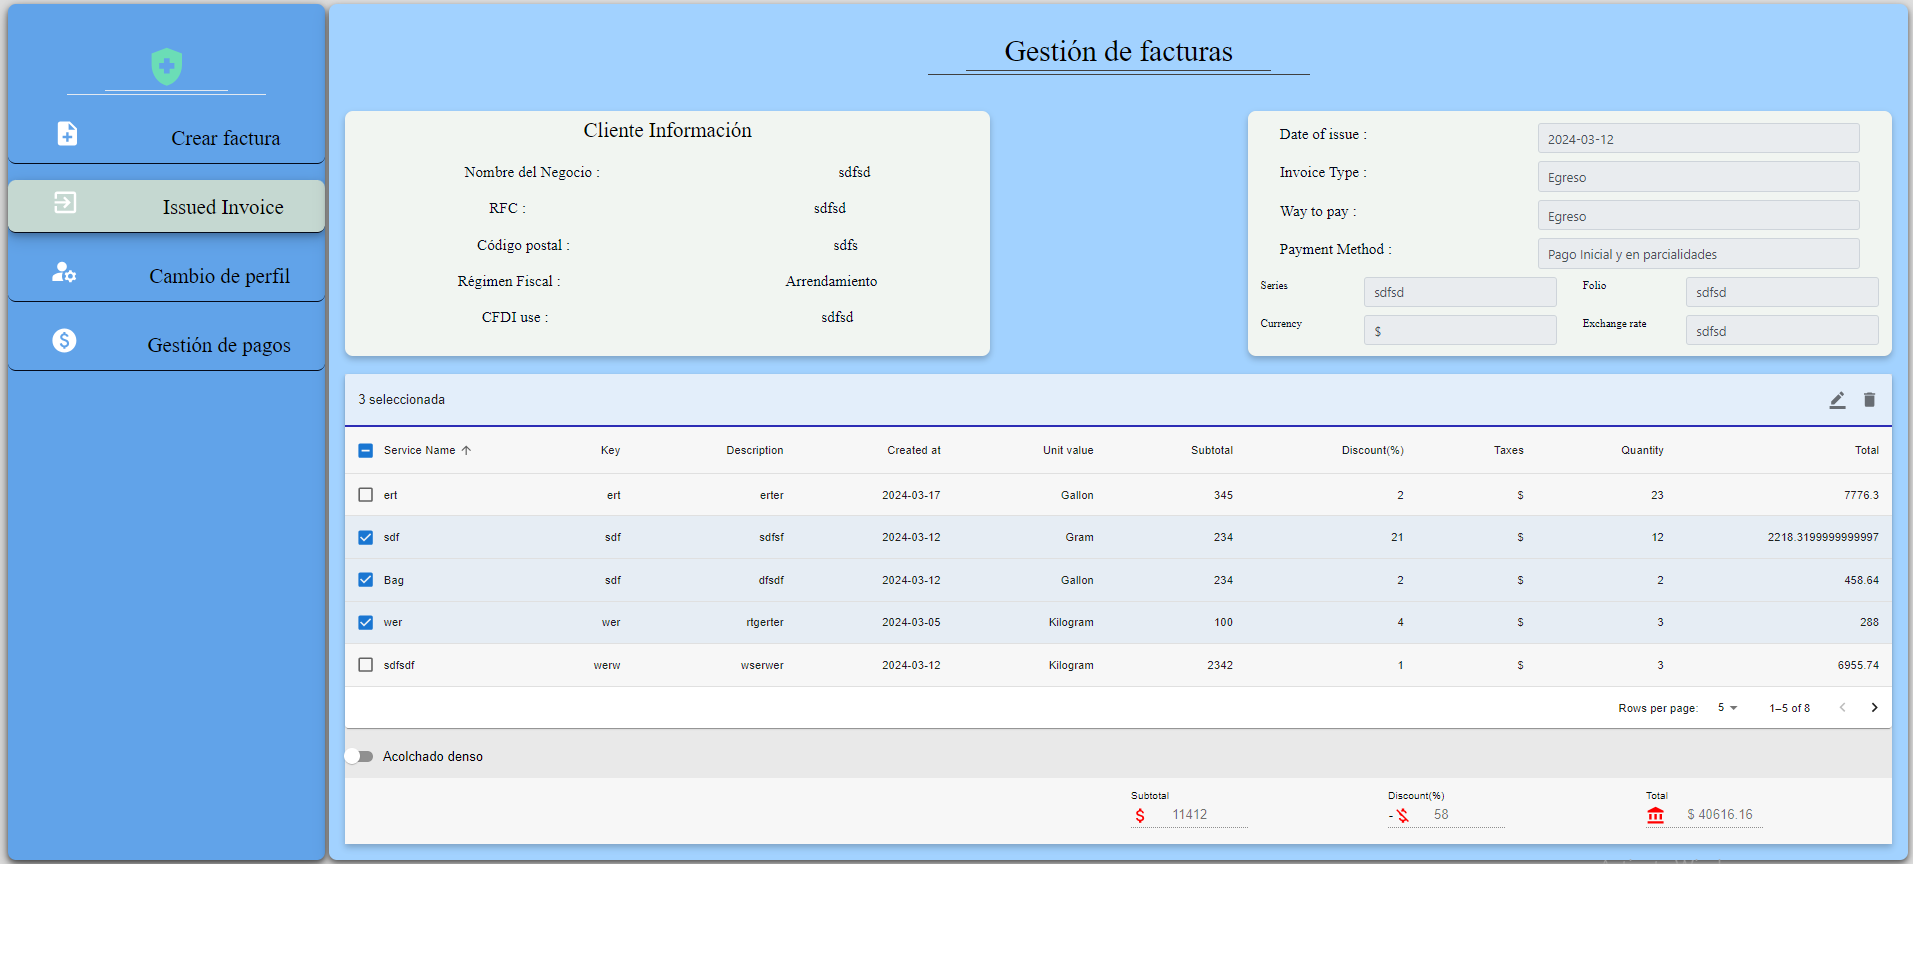 Gestión de facturas
Crear factura
Issued Invoice
Cambio de perfil
Gestión de pagos
Cliente Información
Nombre del Negocio : sdfsd
RFC : sdfsd
Código postal : sdfs
Régimen Fiscal : Arrendamiento
CFDI use : sdfsd
Date of issue : 2024-03-12
Invoice Type : Egreso
Way to pay : Egreso
Payment Method : Pago Inicial y en parcialidades
Series sdfsd Folio sdfsd
Currency $ Exchange rate sdfsd
3 seleccionada
Service Name Key Description Created at Unit value Subtotal Discount(%) Taxes Quantity Total
ert ert erter 2024-03-17 Gallon 345 2 $ 23 7776.3
sdf sdf sdfsf 2024-03-12 Gram 234 21 $ 12 2218.3199999999997
Bag sdf dfsdf 2024-03-12 Gallon 234 2 $ 2 458.64
wer wer rtgerter 2024-03-05 Kilogram 100 4 $ 3 288
sdfsdf werw wserwer 2024-03-12 Kilogram 2342 1 $ 3 6955.74
Rows per page: 5 1–5 of 8
Acolchado denso
Subtotal Discount(%) Total
$ 11412 - 58 $ 40616.16